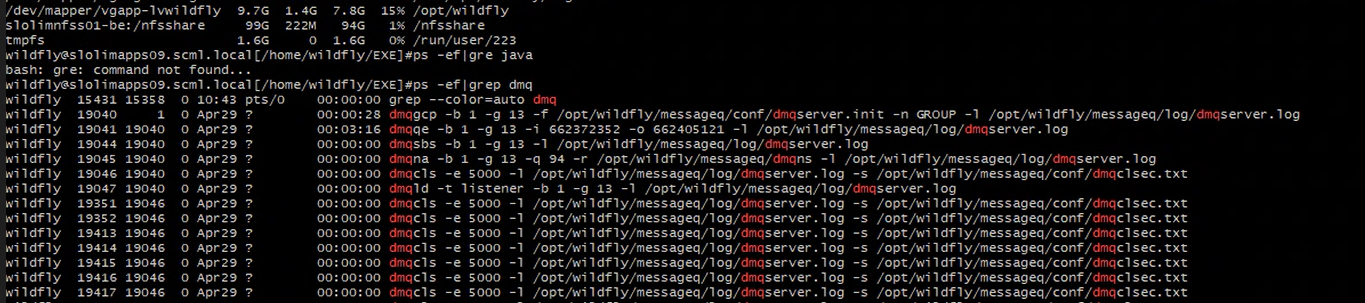 /dev/mapper/vgapp-lvwildfly  9.7G  1.4G  7.8G  15% /opt/wildfly
slolimnfss01-be:/nfsshare     99G  222M   94G   1% /nfsshare
tmpfs                        1.6G     0  1.6G   0% /run/user/223
wildfly@slolimapps09.scml.local[/home/wildfly/EXE]#ps -ef|gre java
bash: gre: command not found...
wildfly@slolimapps09.scml.local[/home/wildfly/EXE]#ps -ef|grep dmq
wildfly  15431 15358  0 10:43 pts/0    00:00:00 grep --color=auto dmq
wildfly  19040     1  0 Apr29 ?        00:00:28 dmqgcp -b 1 -g 13 -f /opt/wildfly/messageq/conf/dmqserver.init -n GROUP -l /opt/wildfly/messageq/log/dmqserver.log
wildfly  19041 19040  0 Apr29 ?        00:03:16 dmqqe -b 1 -g 13 -i 662372352 -o 662405121 -l /opt/wildfly/messageq/log/dmqserver.log
wildfly  19044 19040  0 Apr29 ?        00:00:00 dmqsbs -b 1 -g 13 -l /opt/wildfly/messageq/log/dmqserver.log
wildfly  19045 19040  0 Apr29 ?        00:00:00 dmqna -b 1 -g 13 -q 94 -r /opt/wildfly/messageq/dmqns -l /opt/wildfly/messageq/log/dmqserver.log
wildfly  19046 19040  0 Apr29 ?        00:00:00 dmqcls -e 5000 -l /opt/wildfly/messageq/log/dmqserver.log -s /opt/wildfly/messageq/conf/dmqclsec.txt
wildfly  19047 19040  0 Apr29 ?        00:00:00 dmqld -t listener -b 1 -g 13 -l /opt/wildfly/messageq/log/dmqserver.log
wildfly  19351 19046  0 Apr29 ?        00:00:00 dmqcls -e 5000 -l /opt/wildfly/messageq/log/dmqserver.log -s /opt/wildfly/messageq/conf/dmqclsec.txt
wildfly  19352 19046  0 Apr29 ?        00:00:00 dmqcls -e 5000 -l /opt/wildfly/messageq/log/dmqserver.log -s /opt/wildfly/messageq/conf/dmqclsec.txt
wildfly  19413 19046  0 Apr29 ?        00:00:00 dmqcls -e 5000 -l /opt/wildfly/messageq/log/dmqserver.log -s /opt/wildfly/messageq/conf/dmqclsec.txt
wildfly  19414 19046  0 Apr29 ?        00:00:00 dmqcls -e 5000 -l /opt/wildfly/messageq/log/dmqserver.log -s /opt/wildfly/messageq/conf/dmqclsec.txt
wildfly  19415 19046  0 Apr29 ?        00:00:00 dmqcls -e 5000 -l /opt/wildfly/messageq/log/dmqserver.log -s /opt/wildfly/messageq/conf/dmqclsec.txt
wildfly  19416 19046  0 Apr29 ?        00:00:00 dmqcls -e 5000 -l /opt/wildfly/messageq/log/dmqserver.log -s /opt/wildfly/messageq/conf/dmqclsec.txt
wildfly  19417 19046  0 Apr29 ?        00:00:00 dmqcls -e 5000 -l /opt/wildfly/messageq/log/dmqserver.log -s /opt/wildfly/messageq/conf/dmqclsec.txt